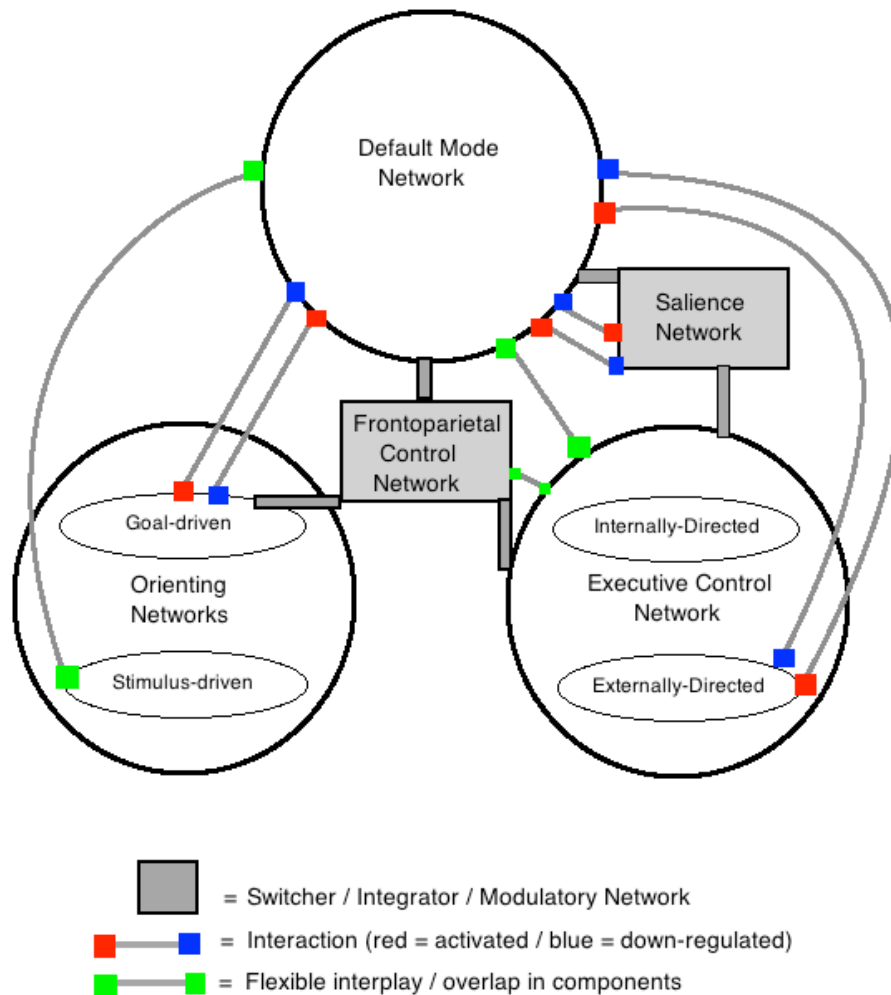 Default Mode
Network
Salience
Network
Frontoparietal
Control
Network
Goal-driven
Orienting
Networks
Stimulus-driven
Internally-Directed
Executive Control
Network
Externally-Directed
= Switcher / Integrator / Modulatory Network
= Interaction (red = activated / blue = down-regulated)
= Flexible interplay / overlap in components